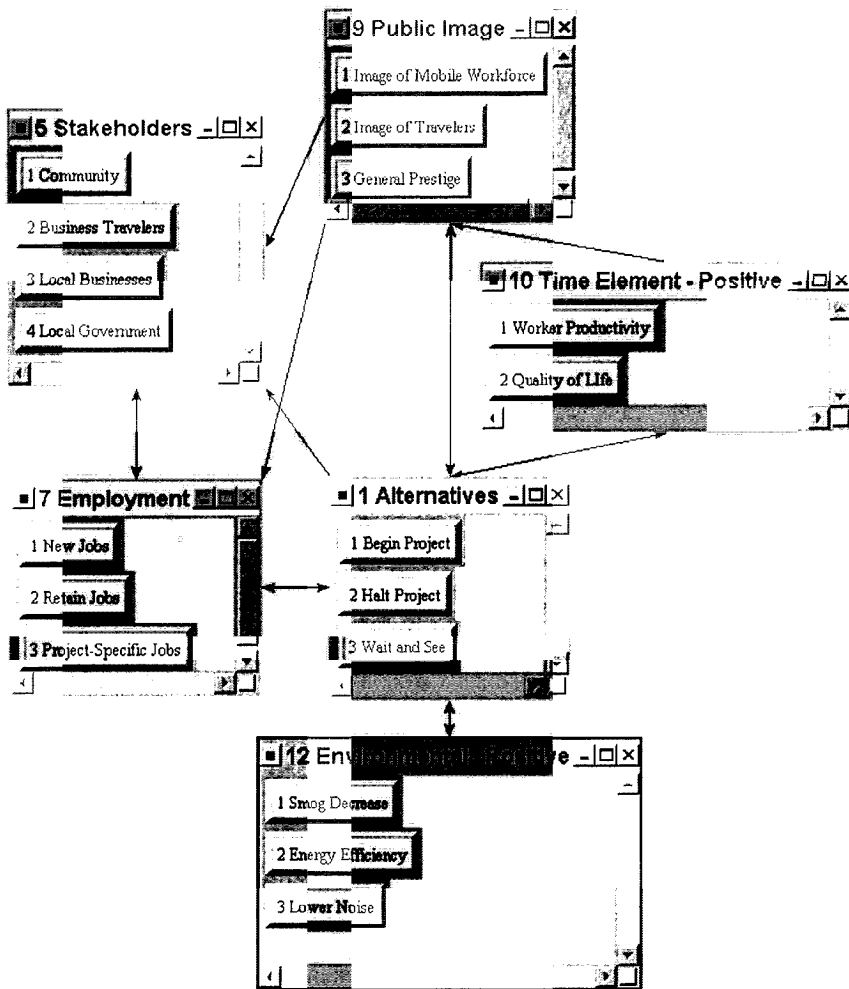 9 Public Image
1 Image of Mobile Workforce
2 Image of Travelers
3 General Prestige
5 Stakeholders
1 Community
2 Business Travelers
3 Local Businesses
4 Local Government
10 Time Element - Positive
1 Worker Productivity
2 Quality of LIfe
7 Employment
1 New Jobs
2 Retain Jobs
3 Project-Specific Jobs
1 Alternatives
1 Begin Project
2 Halt Project
3 Wait and See
12 Environmental - Positive
1 Smog Decrease
2 Energy Efficiency
3 Lower Noise